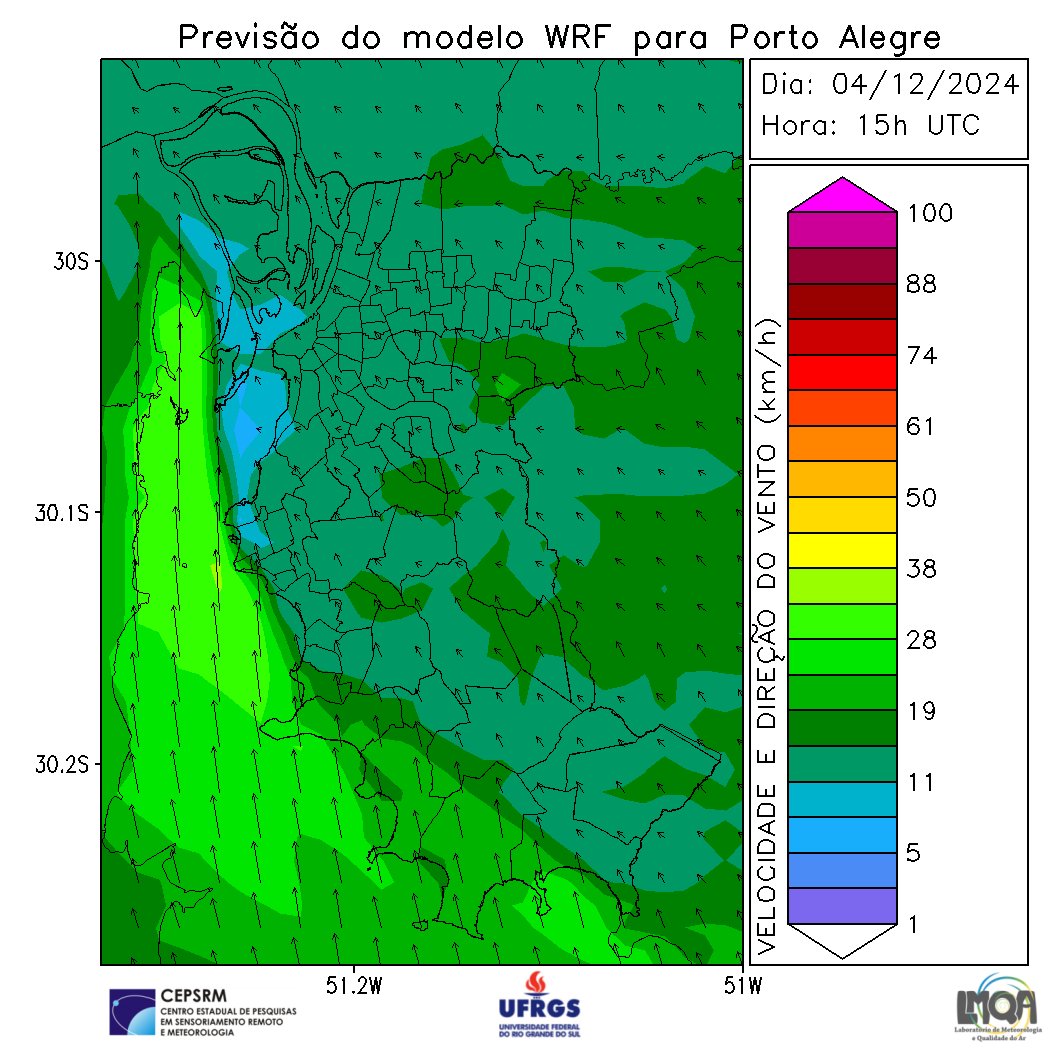 Previsão do modelo WRF para Porto Alegre
Dia: 04/12/2024
Hora: 15h UTC
30S
30.1S
30.2S
51.2W
51W
VELOCIDADE E DIREÇÃO DO VENTO (km/h)
100
88
74
61
50
38
28
19
11
5
1
CEPSRM
CENTRO ESTADUAL DE PESQUISAS
EM SENSORIAMENTO REMOTO
E METEOROLOGIA
UFRGS
UNIVERSIDADE FEDERAL
DO RIO GRANDE DO SUL
LMQA
Laboratório de Meteorologia
e Qualidade do Ar